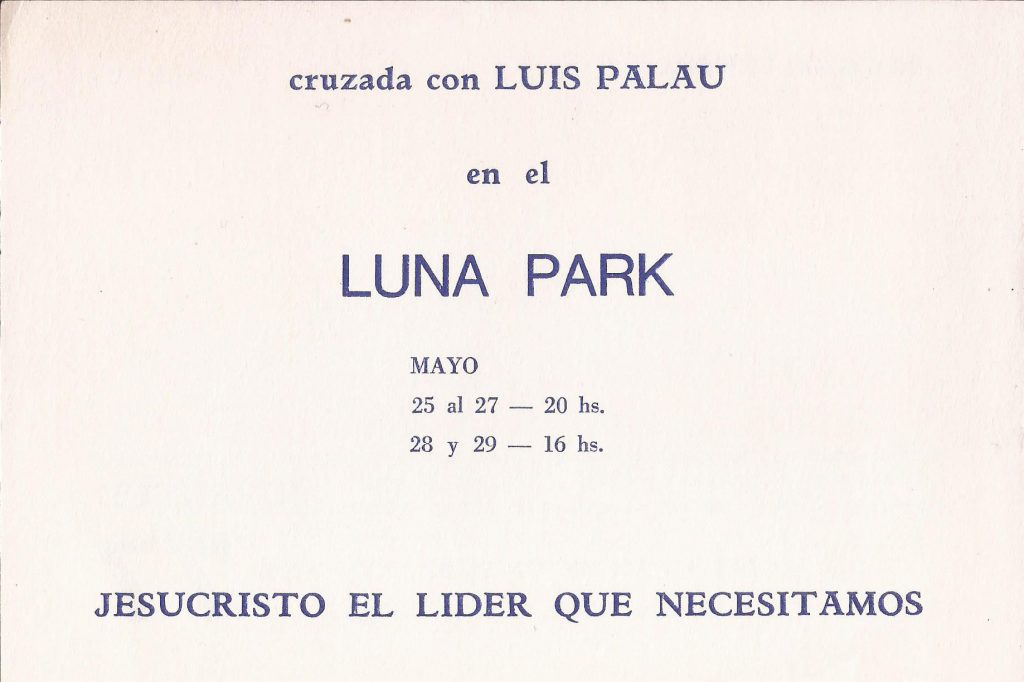 cruzada con LUIS PALAU
en el
LUNA PARK
MAYO
25 al 27 — 20 hs.
28 y 29 — 16 hs.
JESUCRISTO EL LIDER QUE NECESITAMOS